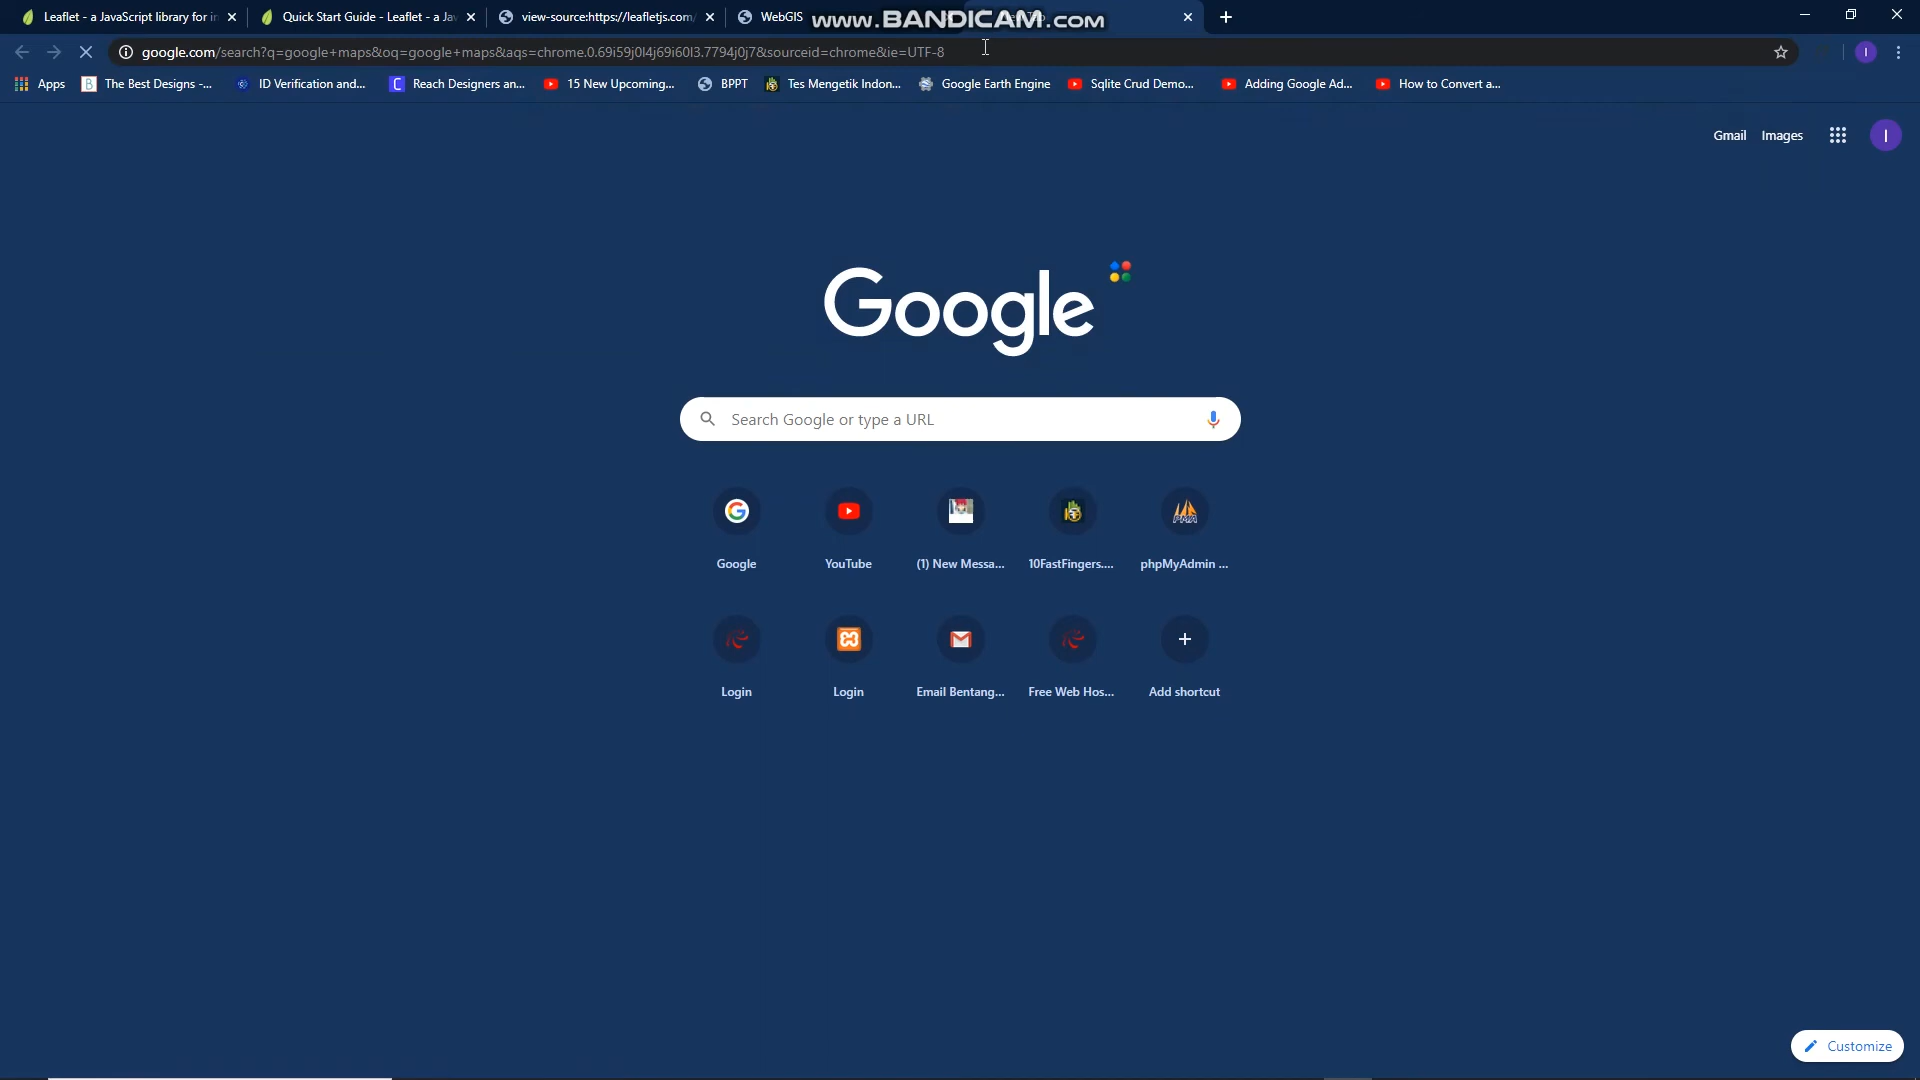 Leaflet - a JavaScript library for in
Quick Start Guide - Leaflet - a Jav
view-source:https://leafletjs.com/
WebGIS
www.BANDICAM.com
google.com/search?q=google+maps&oq=google+maps&aqs=chrome.0.69i59j0l4j69i60l3.7794j0j7&sourceid=chrome&ie=UTF-8
Apps
The Best Designs -...
ID Verification and...
Reach Designers an...
15 New Upcoming...
BPPT
Tes Mengetik Indon...
Google Earth Engine
Sqlite Crud Demo...
Adding Google Ad...
How to Convert a...
Gmail
Images
I
I
Google
Search Google or type a URL
Google
YouTube
(1) New Messa...
10FastFingers....
PMA
phpMyAdmin ...
Login
Login
Email Bentang...
Free Web Hos...
Add shortcut
Customize